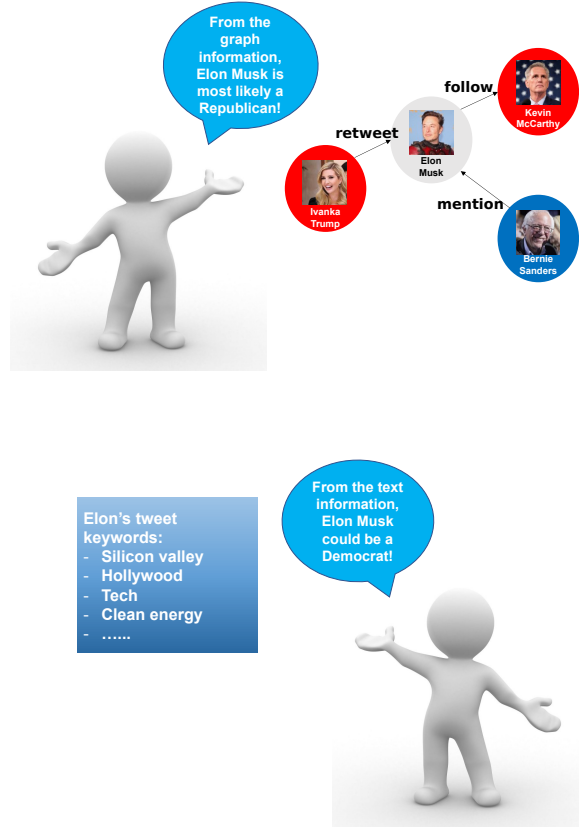 From the
graph
information,
Elon Musk is
most likely a
Republican!
follow
Kevin
McCarthy
retweet
Elon
Musk
Ivanka
Trump
mention
Bernie
Sanders
From the text
information,
Elon Musk
could be a
Democrat!
Elon’s tweet
keywords:
- Silicon valley
- Hollywood
- Tech
- Clean energy
- …...